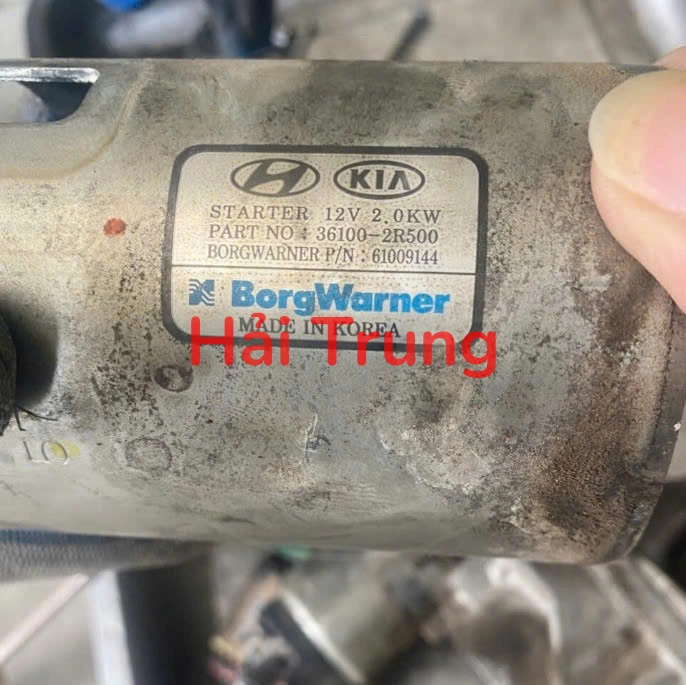 KIA
STARTER 12V 2.0KW
PART NO : 36100-2R500
BORGWARNER P/N : 61009144
BorgWarner
MADE IN KOREA
Hải Trung